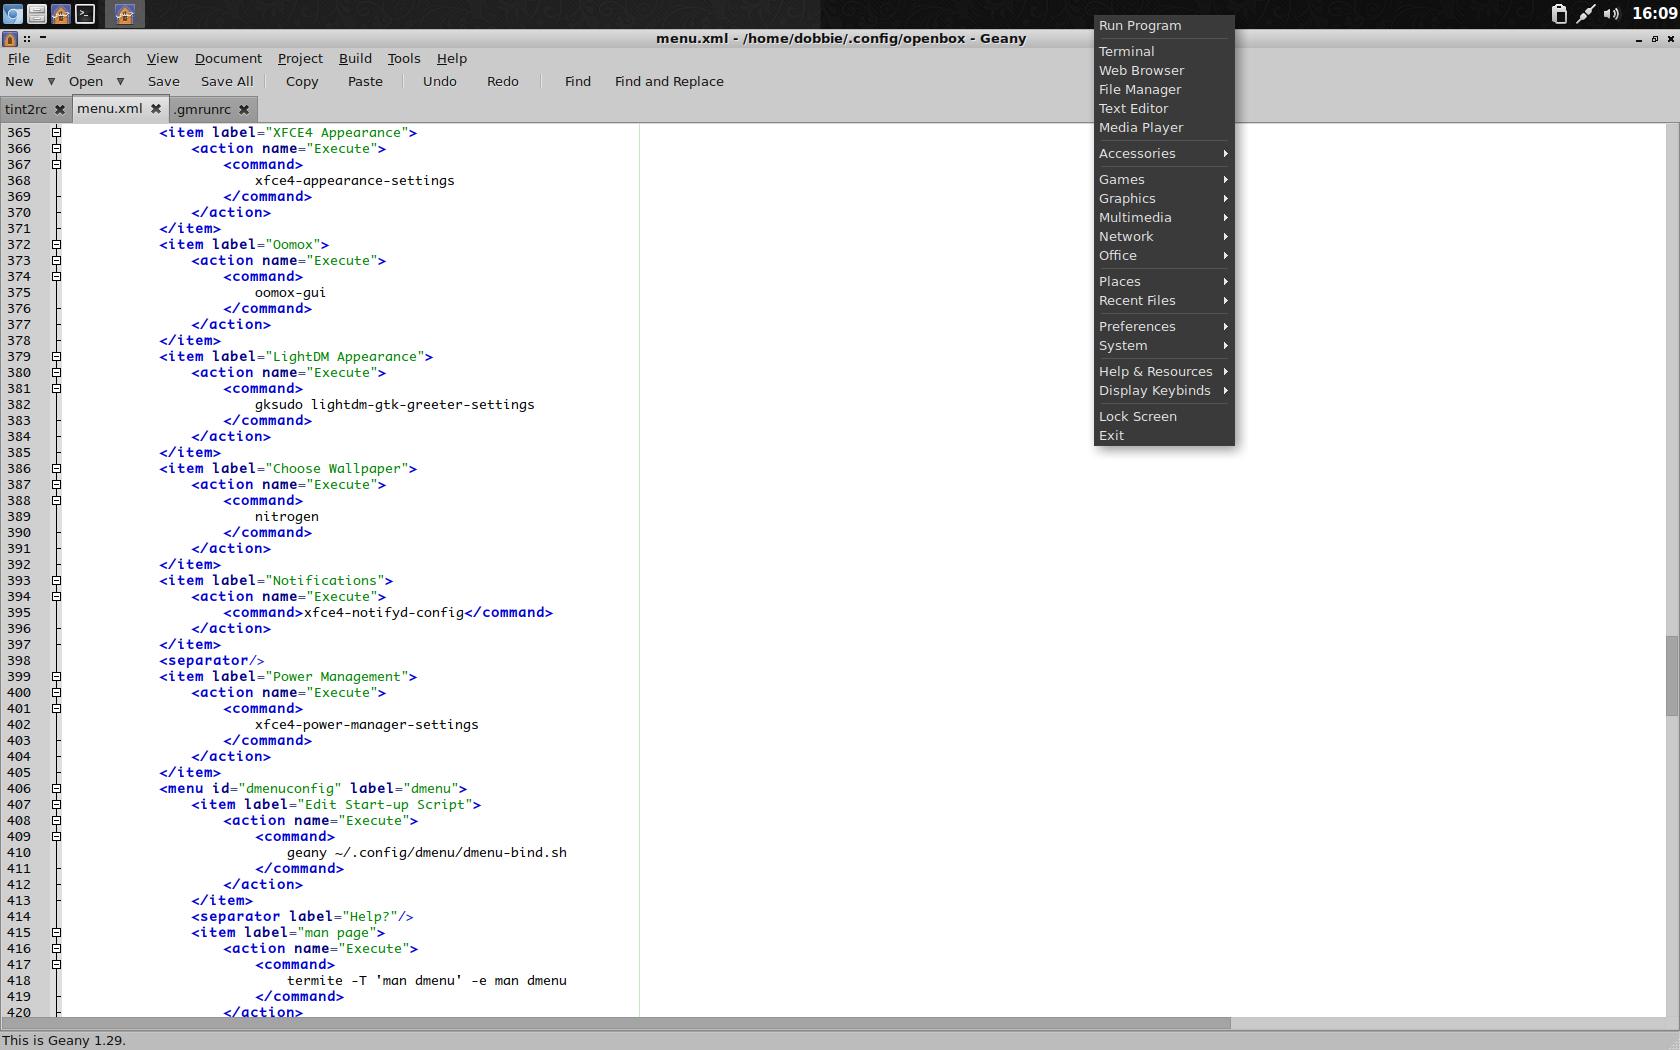 16:09
menu.xml - /home/dobbie/.config/openbox - Geany
File Edit Search View Document Project Build Tools Help
New Open Save Save All Copy Paste Undo Redo Find Find and Replace
tint2rc menu.xml .gmrunrc
365 <item label="XFCE4 Appearance">
366 <action name="Execute">
367 <command>
368 xfce4-appearance-settings
369 </command>
370 </action>
371 </item>
372 <item label="Oomox">
373 <action name="Execute">
374 <command>
375 oomox-gui
376 </command>
377 </action>
378 </item>
379 <item label="LightDM Appearance">
380 <action name="Execute">
381 <command>
382 gksudo lightdm-gtk-greeter-settings
383 </command>
384 </action>
385 </item>
386 <item label="Choose Wallpaper">
387 <action name="Execute">
388 <command>
389 nitrogen
390 </command>
391 </action>
392 </item>
393 <item label="Notifications">
394 <action name="Execute">
395 <command>xfce4-notifyd-config</command>
396 </action>
397 </item>
398 <separator/>
399 <item label="Power Management">
400 <action name="Execute">
401 <command>
402 xfce4-power-manager-settings
403 </command>
404 </action>
405 </item>
406 <menu id="dmenuconfig" label="dmenu">
407 <item label="Edit Start-up Script">
408 <action name="Execute">
409 <command>
410 geany ~/.config/dmenu/dmenu-bind.sh
411 </command>
412 </action>
413 </item>
414 <separator label="Help?"/>
415 <item label="man page">
416 <action name="Execute">
417 <command>
418 termite -T 'man dmenu' -e man dmenu
419 </command>
420 </action>
Run Program
Terminal
Web Browser
File Manager
Text Editor
Media Player
Accessories
Games
Graphics
Multimedia
Network
Office
Places
Recent Files
Preferences
System
Help & Resources
Display Keybinds
Lock Screen
Exit
This is Geany 1.29.